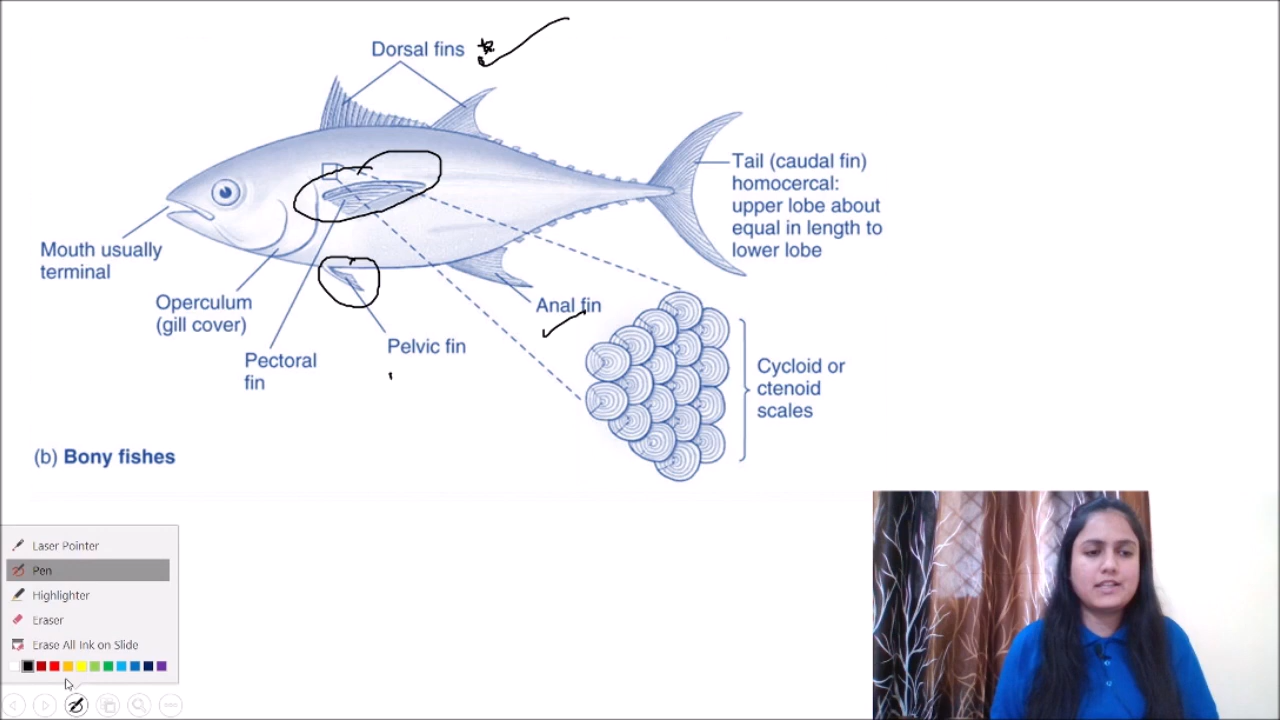 Dorsal fins
Tail (caudal fin)
homocercal:
upper lobe about
equal in length to
lower lobe
Mouth usually
terminal
Operculum
(gill cover)
Anal fin
Pectoral
fin
Pelvic fin
Cycloid or
ctenoid
scales
(b) Bony fishes
Laser Pointer
Pen
Highlighter
Eraser
Erase All Ink on Slide